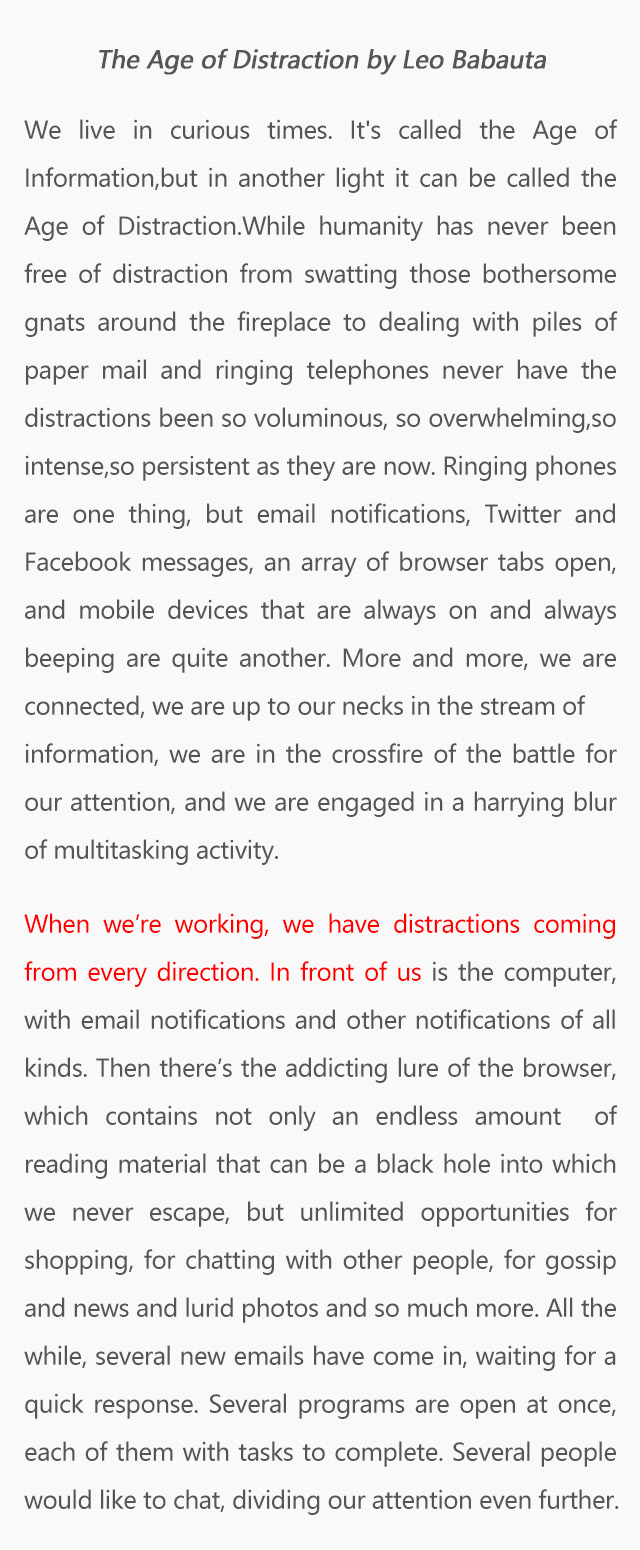 The Age of Distraction by Leo Babauta
We live in curious times. It's called the Age of
Information,but in another light it can be called the
Age of Distraction.While humanity has never been
free of distraction from swatting those bothersome
gnats around the fireplace to dealing with piles of
paper mail and ringing telephones never have the
distractions been so voluminous, so overwhelming,so
intense,so persistent as they are now. Ringing phones
are one thing, but email notifications, Twitter and
Facebook messages, an array of browser tabs open,
and mobile devices that are always on and always
beeping are quite another. More and more, we are
connected, we are up to our necks in the stream of
information, we are in the crossfire of the battle for
our attention, and we are engaged in a harrying blur
of multitasking activity.
When we’re working, we have distractions coming
from every direction. In front of us is the computer,
with email notifications and other notifications of all
kinds. Then there’s the addicting lure of the browser,
which contains not only an endless amount of
reading material that can be a black hole into which
we never escape, but unlimited opportunities for
shopping, for chatting with other people, for gossip
and news and lurid photos and so much more. All the
while, several new emails have come in, waiting for a
quick response. Several programs are open at once,
each of them with tasks to complete. Several people
would like to chat, dividing our attention even further.